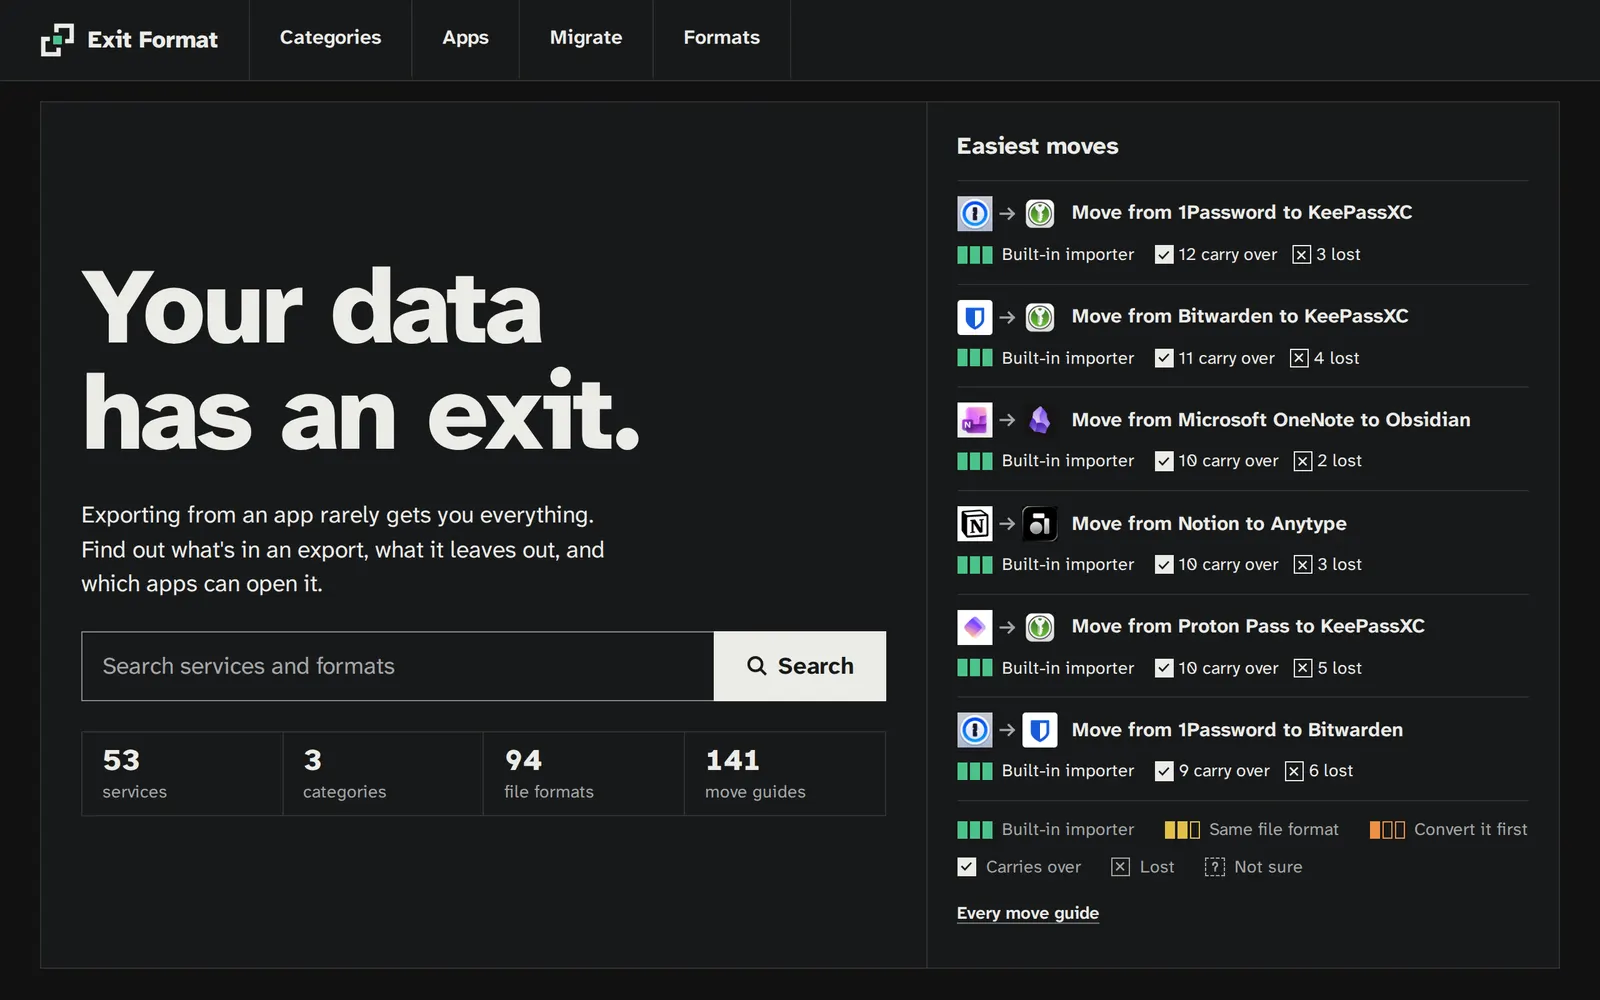 Exit Format
Categories
Apps
Migrate
Formats
Your data
has an exit.
Exporting from an app rarely gets you everything.
Find out what's in an export, what it leaves out, and
which apps can open it.
Search services and formats
Search
53
services
3
categories
94
file formats
141
move guides
Easiest moves
Move from 1Password to KeePassXC
Built-in importer 12 carry over 3 lost
Move from Bitwarden to KeePassXC
Built-in importer 11 carry over 4 lost
Move from Microsoft OneNote to Obsidian
Built-in importer 10 carry over 2 lost
Move from Notion to Anytype
Built-in importer 10 carry over 3 lost
Move from Proton Pass to KeePassXC
Built-in importer 10 carry over 5 lost
Move from 1Password to Bitwarden
Built-in importer 9 carry over 6 lost
Built-in importer Same file format Convert it first
Carries over Lost ? Not sure
Every move guide